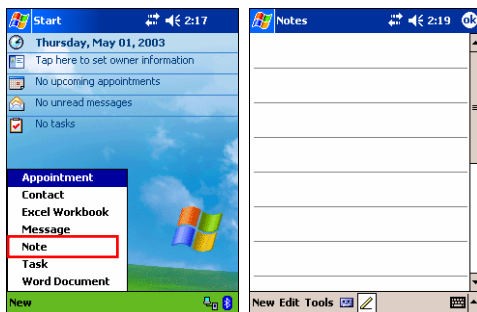 Start 2:17
Thursday, May 01, 2003
Tap here to set owner information
No upcoming appointments
No unread messages
No tasks
Appointment
Contact
Excel Workbook
Message
Note
Task
Word Document
New
Notes 2:19 ok
New Edit Tools